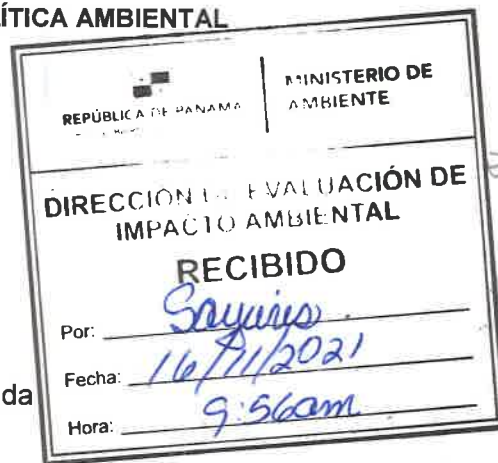 ÍTICA AMBIENTAL
REPÚBLICA DE PANAMÁ
MINISTERIO DE
AMBIENTE
DIRECCIÓN DE EVALUACIÓN DE
IMPACTO AMBIENTAL
RECIBIDO
Por: Sayuris
Fecha: 16/11/2021
Hora: 9:56am
da